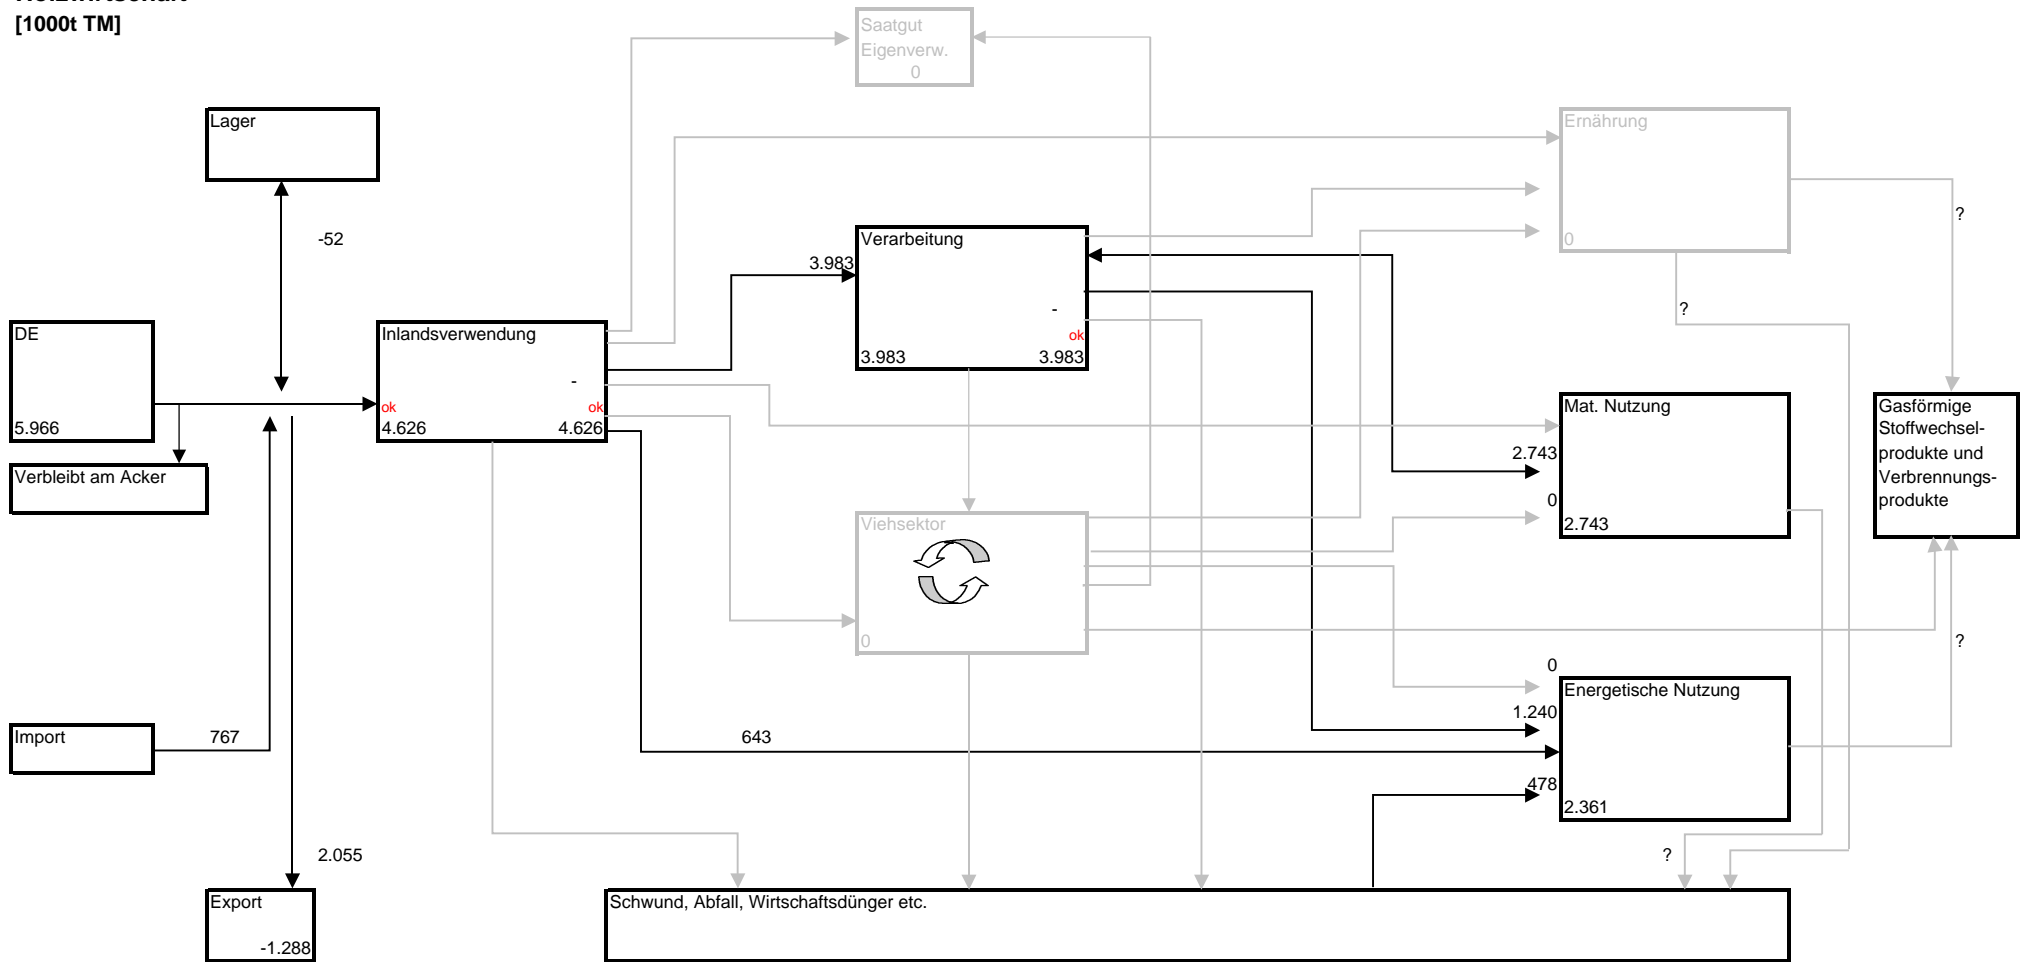 [1000t TM]
Saatgut
Eigenverw.
0
Lager
Ernährung
0
?
-52
Verarbeitung
3.983
-
ok
3.983
3.983
?
DE
5.966
Inlandsverwendung
-
ok
ok
4.626
4.626
Verbleibt am Acker
Mat. Nutzung
2.743
0
2.743
Gasförmige
Stoffwechsel-
produkte und
Verbrennungs-
produkte
Viehsektor
0
?
0
Energetische Nutzung
1.240
478
2.361
Import
767
643
2.055
?
Export
-1.288
Schwund, Abfall, Wirtschaftsdünger etc.